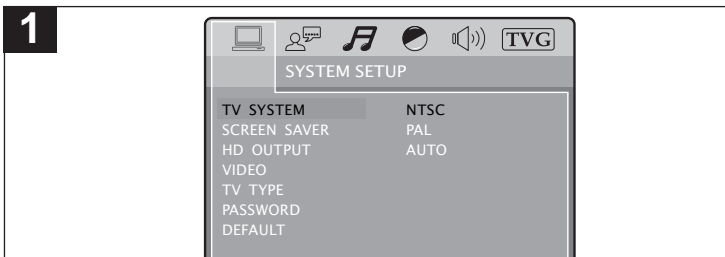 1
TVG
SYSTEM SETUP
TV SYSTEM NTSC
SCREEN SAVER PAL
HD OUTPUT AUTO
VIDEO
TV TYPE
PASSWORD
DEFAULT